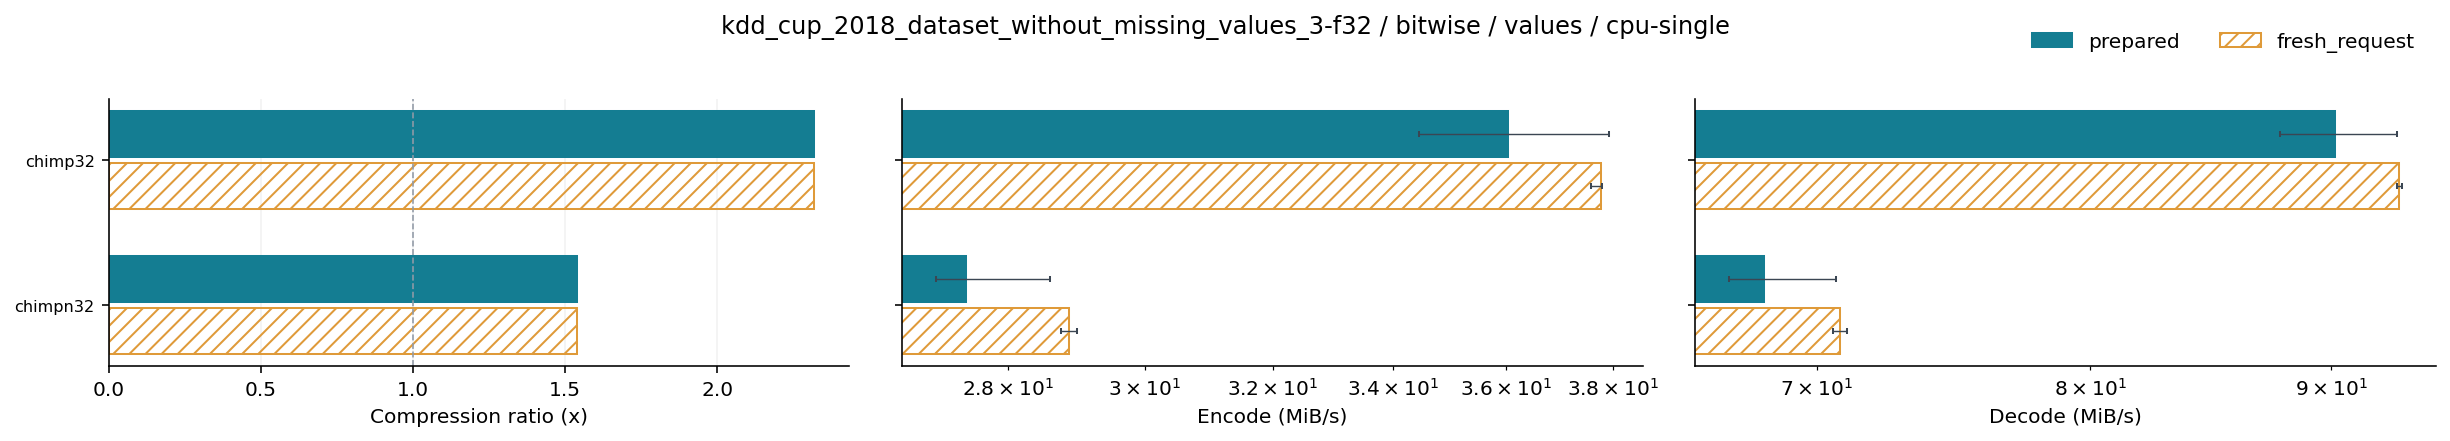 kdd_cup_2018_dataset_without_missing_values_3-f32 / bitwise / values / cpu-single
prepared
fresh_request
chimp32
chimpn32
0.0 0.5 1.0 1.5 2.0
Compression ratio (x)
2.8 × 10¹ 3 × 10¹ 3.2 × 10¹ 3.4 × 10¹ 3.6 × 10¹ 3.8 × 10¹
Encode (MiB/s)
7 × 10¹ 8 × 10¹ 9 × 10¹
Decode (MiB/s)